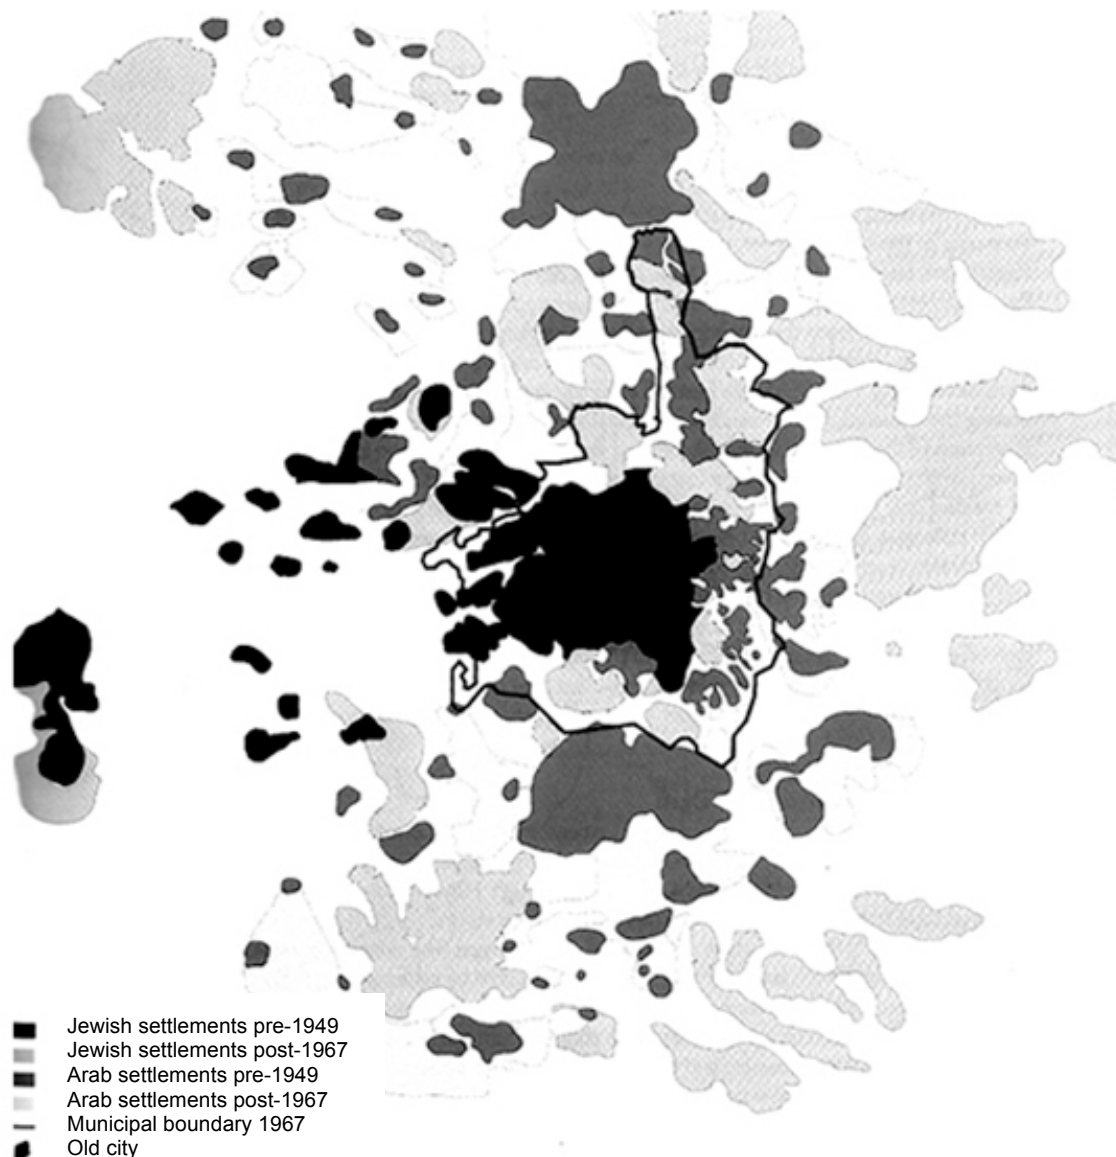 Jewish settlements pre-1949
Jewish settlements post-1967
Arab settlements pre-1949
Arab settlements post-1967
Municipal boundary 1967
Old city